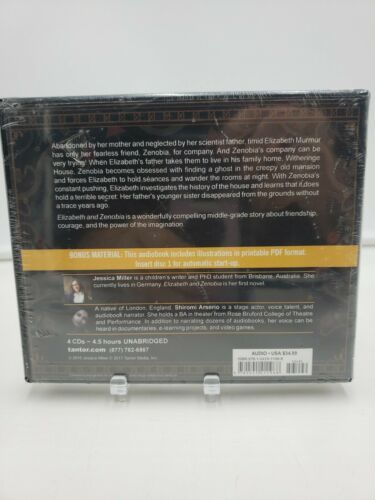 Abandoned by her mother and neglected by her scientist father, timid Elizabeth Murmur
has only her fearless friend, Zenobia, for company. And Zenobia's company can be
very trying! When Elizabeth's father takes them to live in his family home, Witheringe
House, Zenobia becomes obsessed with finding a ghost in the creepy old mansion
and forces Elizabeth to hold séances and wander the rooms at night. With Zenobia's
constant pushing, Elizabeth investigates the history of the house and learns that it does
hold a terrible secret: Her father's younger sister disappeared from the grounds without
a trace years ago.
Elizabeth and Zenobia is a wonderfully compelling middle-grade story about friendship,
courage, and the power of the imagination.
BONUS MATERIAL: This audiobook includes illustrations in printable PDF format.
Insert disc 1 for automatic start-up.
Jessica Miller is a children's writer and PhD student from Brisbane, Australia. She
currently lives in Germany. Elizabeth and Zenobia is her first novel.
A native of London, England, Shiromi Arserio is a stage actor, voice talent, and
audiobook narrator. She holds a BA in theater from Rose Bruford College of Theatre
and Performance. In addition to narrating dozens of audiobooks, her voice can be
heard in documentaries, e-learning projects, and video games.
4 CDs ~ 4.5 hours UNABRIDGED
tantor.com (877) 782-6867
AUDIO • USA $34.99